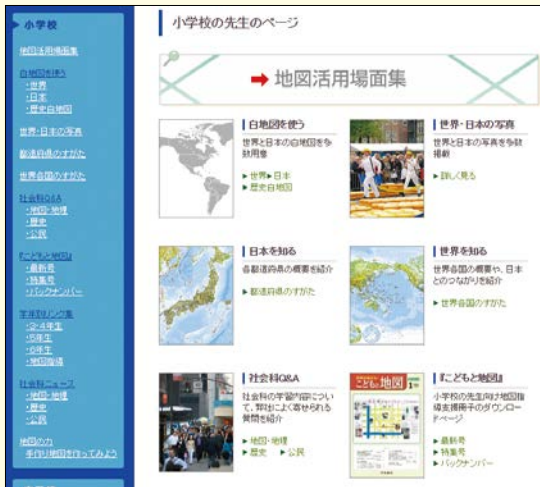 小学校
地図活用場面集
白地図を使う
・世界
・日本
・歴史白地図
世界・日本の写真
都道府県のすがた
世界各国のすがた
社会科Q&A
・地図・地理
・歴史
・公民
『こどもと地図』
・最新号
・特集号
・バックナンバー
学年別リンク集
・3・4年生
・5年生
・6年生
・地図指導
社会科ニュース
・地図・地理
・歴史
・公民
地図の力
手作り地図を作ってみよう
小学校の先生のページ
地図活用場面集
白地図を使う
世界と日本の白地図を多
数用意
世界 日本
歴史白地図
世界・日本の写真
世界と日本の写真を多数
掲載
詳しく見る
日本を知る
各都道府県の概要を紹介
都道府県のすがた
世界を知る
世界各国の概要や、日本
とのつながりを紹介
世界各国のすがた
社会科Q&A
社会科の学習内容につい
て、弊社によく寄せられる
質問を紹介
地図・地理
歴史 公民
こどもと地図
『こどもと地図』
小学校の先生向け地図指
導支援冊子のダウンロー
ドページ
最新号
特集号
バックナンバー